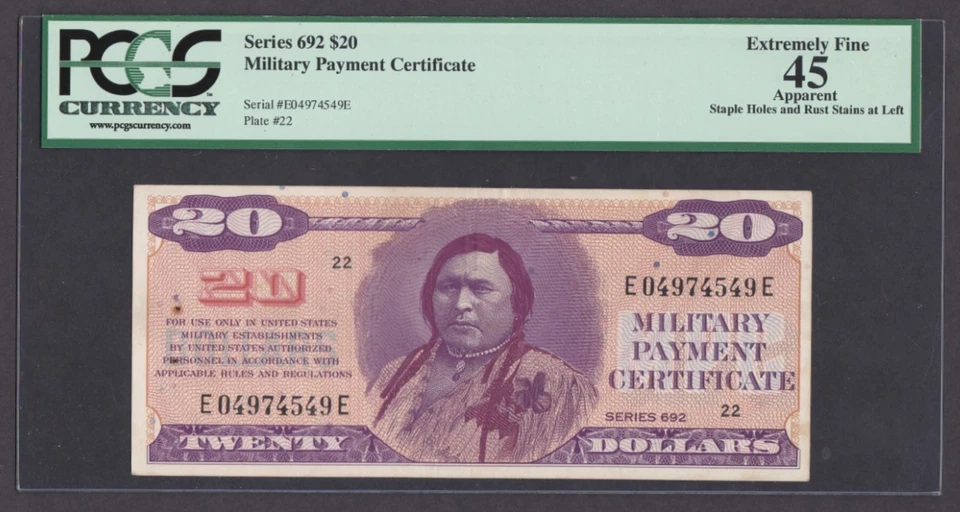 PCGS
CURRENCY
www.pcgscurrency.com
Series 692 $20
Military Payment Certificate
Serial #E04974549E
Plate #22
Extremely Fine
45
Apparent
Staple Holes and Rust Stains at Left
20
20
22
20
E04974549E
FOR USE ONLY IN UNITED STATES
MILITARY ESTABLISHMENTS
BY UNITED STATES AUTHORIZED
PERSONNEL IN ACCORDANCE WITH
APPLICABLE RULES AND REGULATIONS
MILITARY
PAYMENT
CERTIFICATE
E04974549E
SERIES 692
22
TWENTY
DOLLARS